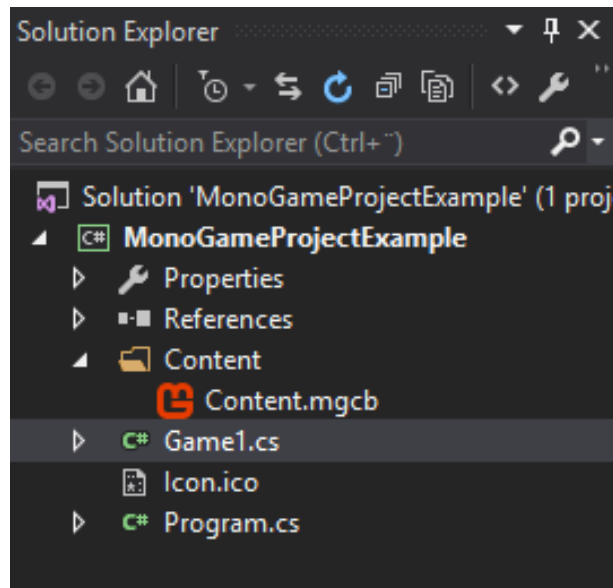 Solution Explorer
Search Solution Explorer (Ctrl+¨)
Solution 'MonoGameProjectExample' (1 proj
C# MonoGameProjectExample
Properties
References
Content
Content.mgcb
C# Game1.cs
Icon.ico
C# Program.cs